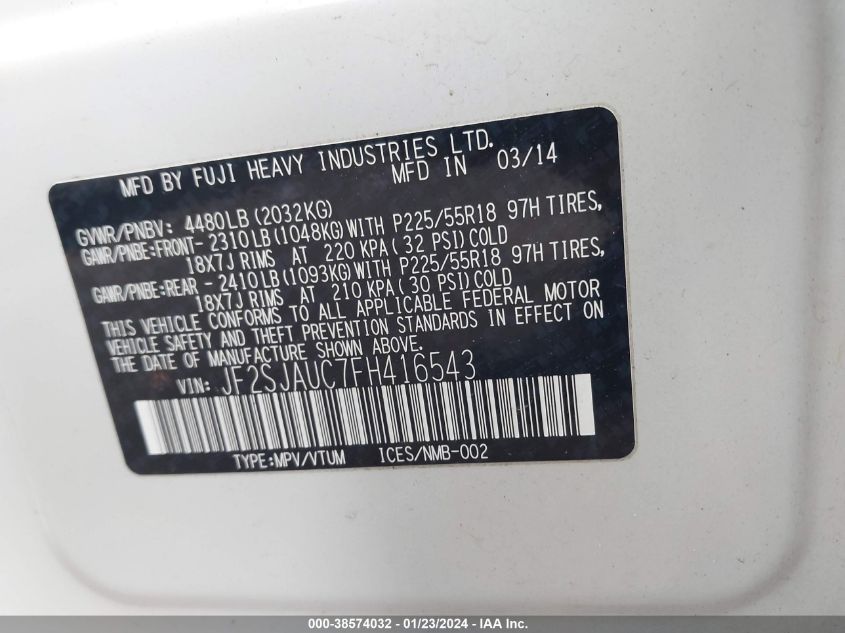 MFD BY FUJI HEAVY INDUSTRIES LTD.
MFD IN 03/14
GVWR/PNBV: 4480LB(2032KG)
GAWR/PNBE:FRONT-2310LB(1048KG)WITH P225/55R18 97H TIRES,
18X7J RIMS AT 220 KPA( 32 PSI)COLD
GAWR/PNBE:REAR -2410LB(1093KG)WITH P225/55R18 97H TIRES,
18X7J RIMS AT 210 KPA( 30 PSI)COLD
THIS VEHICLE CONFORMS TO ALL APPLICABLE FEDERAL MOTOR
VEHICLE SAFETY AND THEFT PREVENTION STANDARDS IN EFFECT ON
THE DATE OF MANUFACTURE SHOWN ABOVE.
VIN: JF2SJAUC7FH416543
TYPE:MPV/VTUM ICES/NMB-002
000-38574032 - 01/23/2024 - IAA Inc.